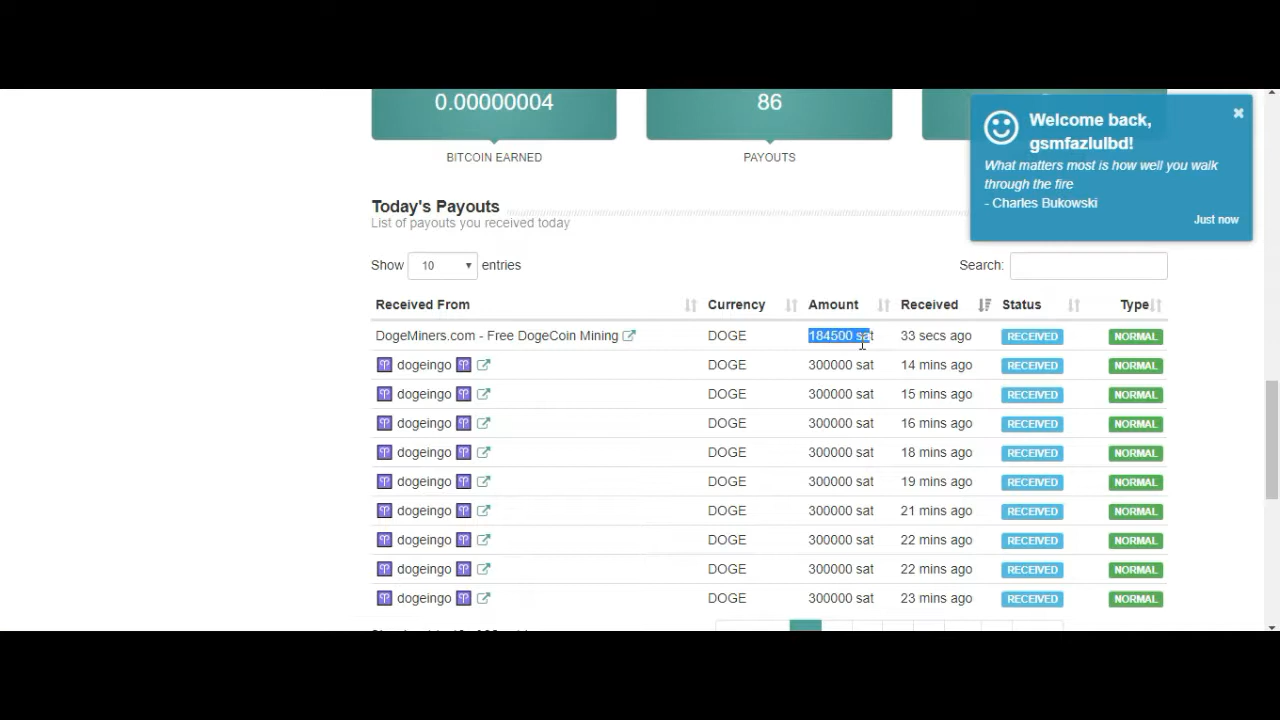 0.00000004
86
BITCOIN EARNED
PAYOUTS
Welcome back,
gsmfazlulbd!
What matters most is how well you walk
through the fire
- Charles Bukowski
Just now
Today's Payouts
List of payouts you received today
Show 10 entries
Search:
Received From Currency Amount Received Status Type
DogeMiners.com - Free DogeCoin Mining DOGE 184500 sat 33 secs ago RECEIVED NORMAL
♈ dogeingo ♈ DOGE 300000 sat 14 mins ago RECEIVED NORMAL
♈ dogeingo ♈ DOGE 300000 sat 15 mins ago RECEIVED NORMAL
♈ dogeingo ♈ DOGE 300000 sat 16 mins ago RECEIVED NORMAL
♈ dogeingo ♈ DOGE 300000 sat 18 mins ago RECEIVED NORMAL
♈ dogeingo ♈ DOGE 300000 sat 19 mins ago RECEIVED NORMAL
♈ dogeingo ♈ DOGE 300000 sat 21 mins ago RECEIVED NORMAL
♈ dogeingo ♈ DOGE 300000 sat 22 mins ago RECEIVED NORMAL
♈ dogeingo ♈ DOGE 300000 sat 22 mins ago RECEIVED NORMAL
♈ dogeingo ♈ DOGE 300000 sat 23 mins ago RECEIVED NORMAL